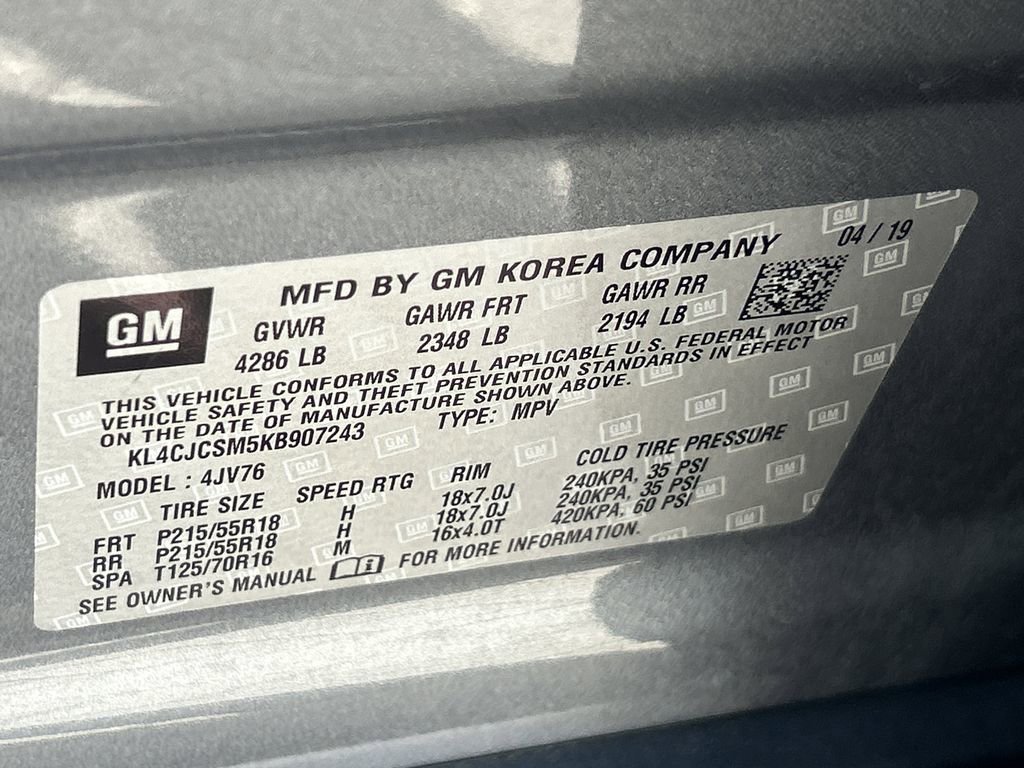 GM
MFD BY GM KOREA COMPANY 04 / 19
GVWR GAWR FRT GAWR RR
4286 LB 2348 LB 2194 LB
THIS VEHICLE CONFORMS TO ALL APPLICABLE U.S. FEDERAL MOTOR
VEHICLE SAFETY AND THEFT PREVENTION STANDARDS IN EFFECT
ON THE DATE OF MANUFACTURE SHOWN ABOVE.
KL4CJCSM5KB907243 TYPE: MPV
MODEL : 4JV76
TIRE SIZE SPEED RTG RIM COLD TIRE PRESSURE
FRT P215/55R18 H 18x7.0J 240KPA, 35 PSI
RR P215/55R18 H 18x7.0J 240KPA, 35 PSI
SPA T125/70R16 M 16x4.0T 420KPA, 60 PSI
SEE OWNER'S MANUAL FOR MORE INFORMATION.